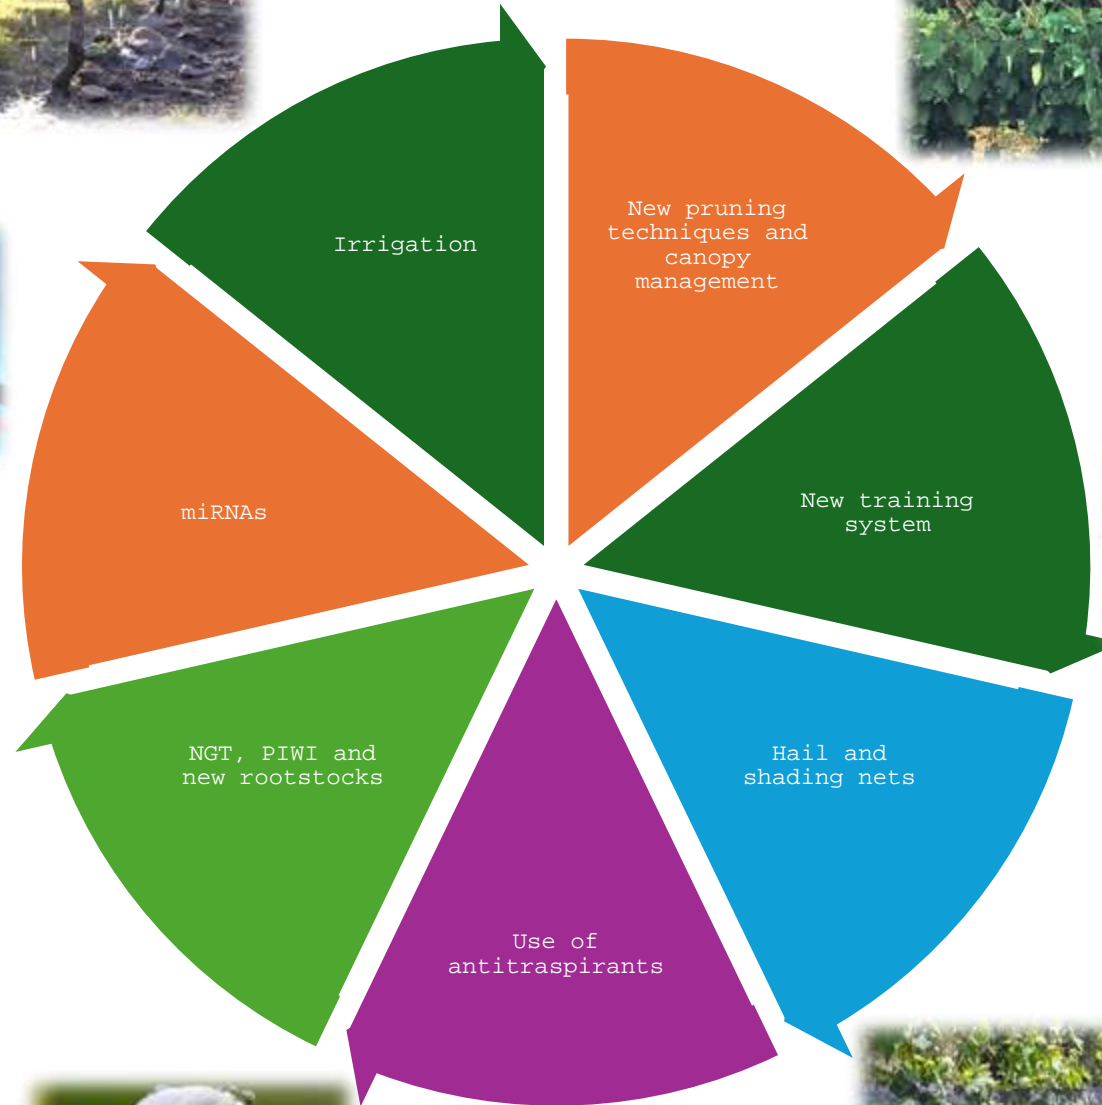 New pruning
techniques and
canopy
management
New training
system
Hail and
shading nets
Use of
antitraspirants
NGT, PIWI and
new rootstocks
miRNAs
Irrigation